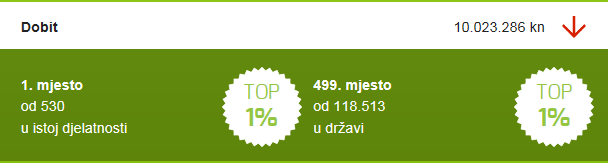 Dobit 10.023.286 kn
1. mjesto
od 530
u istoj djelatnosti
TOP
1%
499. mjesto
od 118.513
u državi
TOP
1%